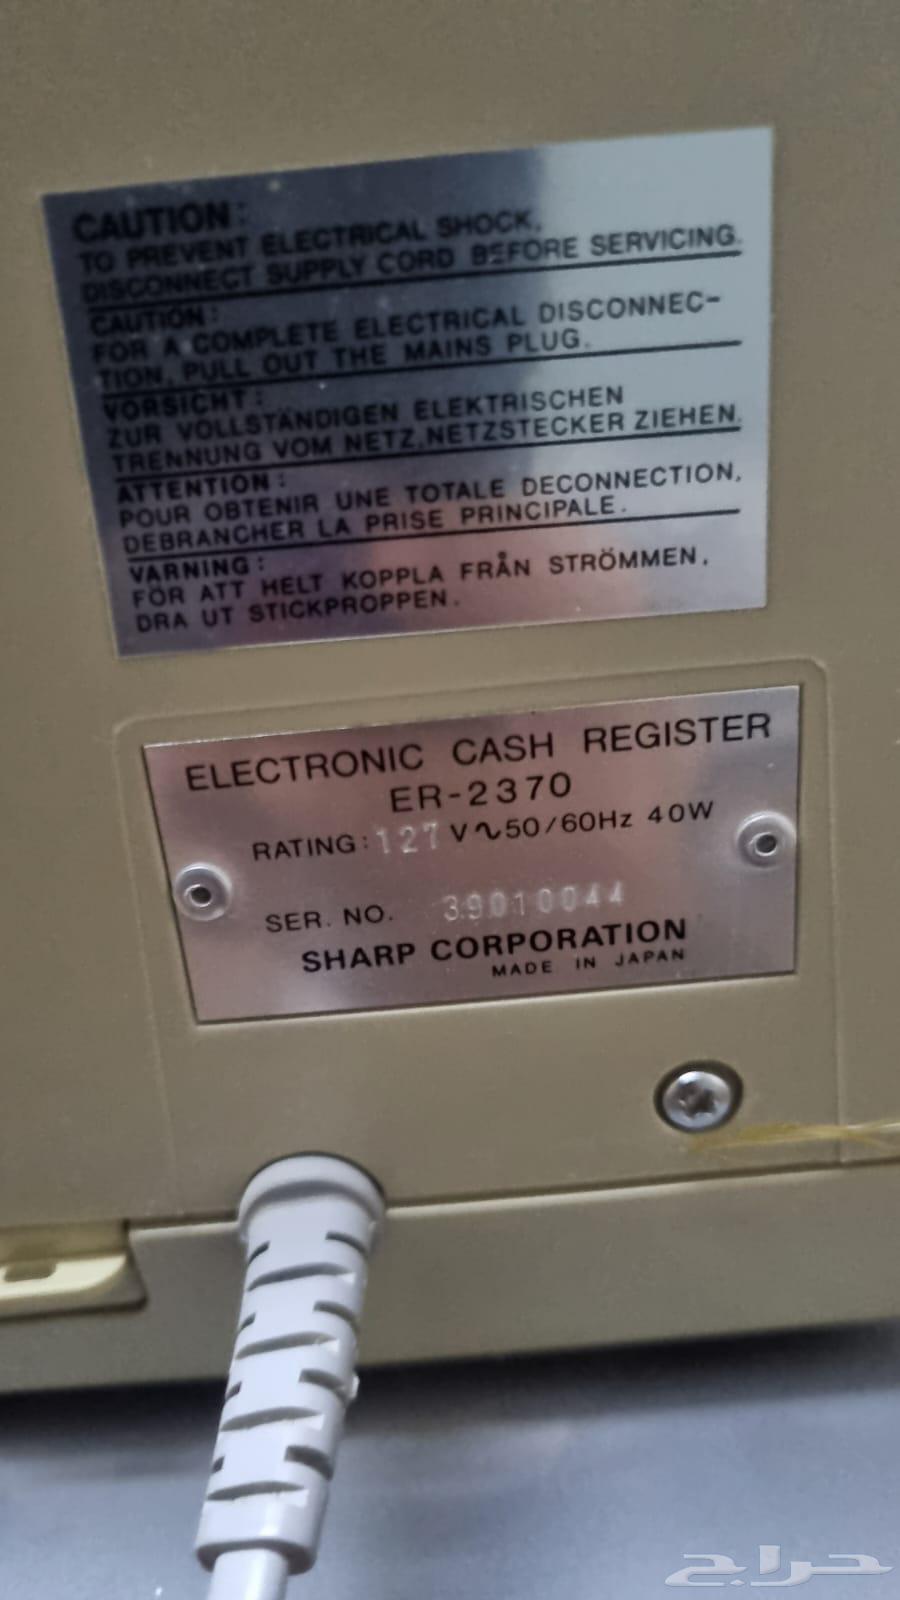 CAUTION:
TO PREVENT ELECTRICAL SHOCK,
DISCONNECT SUPPLY CORD BEFORE SERVICING.
CAUTION:
FOR A COMPLETE ELECTRICAL DISCONNEC-
TION, PULL OUT THE MAINS PLUG.
VORSICHT:
ZUR VOLLSTÄNDIGEN ELEKTRISCHEN
TRENNUNG VOM NETZ, NETZSTECKER ZIEHEN.
ATTENTION:
POUR OBTENIR UNE TOTALE DECONNECTION,
DEBRANCHER LA PRISE PRINCIPALE.
VARNING:
FÖR ATT HELT KOPPLA FRÅN STRÖMMEN,
DRA UT STICKPROPPEN.
ELECTRONIC CASH REGISTER
ER-2370
RATING: 127 V∿50/60Hz 40W
SER. NO. 39010044
SHARP CORPORATION
MADE IN JAPAN
حراج